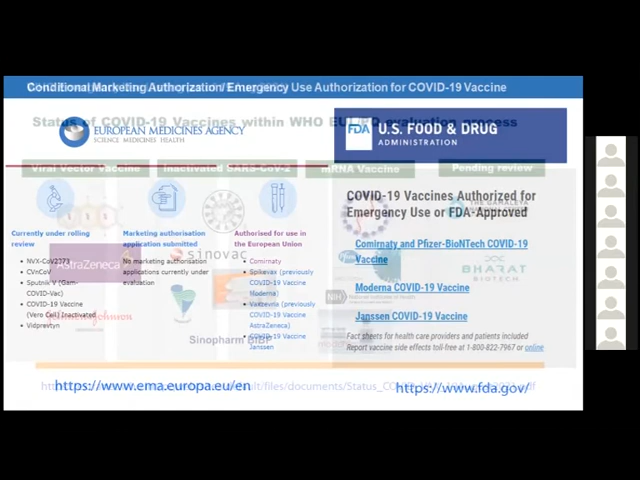 Conditional Marketing Authorization/ Emergency Use Authorization for COVID-19 Vaccine
Status of COVID-19 Vaccines within WHO EUL/PQ evaluation process
EUROPEAN MEDICINES AGENCY
SCIENCE MEDICINES HEALTH
FDA
U.S. FOOD & DRUG
ADMINISTRATION
Viral Vector Vaccine
Inactivated SARS-CoV-2
mRNA Vaccine
Pending review
Currently under rolling
review
NVX-CoV2373
CVnCoV
Sputnik V (Gam-
COVID-Vac)
COVID-19 Vaccine
(Vero Cell) Inactivated
Vidprevtyn
Marketing authorisation
application submitted
No marketing authorisation
applications currently under
evaluation
Authorised for use in
the European Union
Comirnaty
Spikevax (previously
COVID-19 Vaccine
Moderna)
Vaxzevria (previously
COVID-19 Vaccine
AstraZeneca)
COVID-19 Vaccine
Janssen
AstraZeneca
sinovac
Sinopharm BIBP
COVID-19 Vaccines Authorized for
Emergency Use or FDA-Approved
Comirnaty and Pfizer-BioNTech COVID-19
Vaccine
Moderna COVID-19 Vaccine
Janssen COVID-19 Vaccine
Fact sheets for health care providers and patients included
Report vaccine side effects toll-free at 1-800-822-7967 or online
NIH
BHARAT
BIOTECH
https://www.ema.europa.eu/en
https://www.fda.gov/